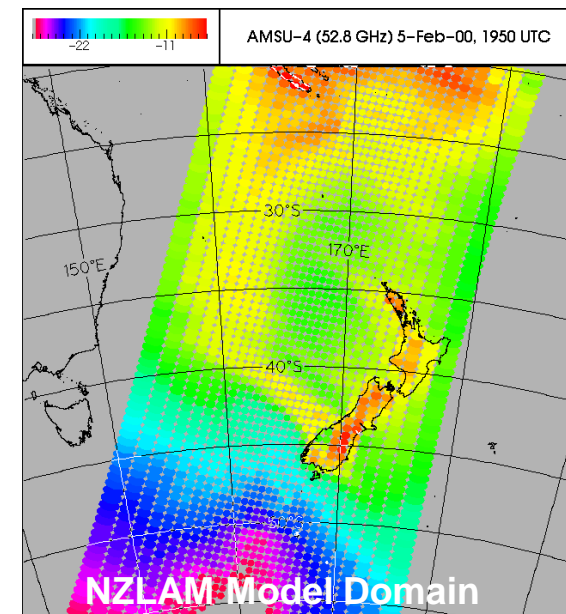 -22
-11
AMSU-4 (52.8 GHz) 5-Feb-00, 1950 UTC
30°S
170°E
150°E
40°S
50°S
NZLAM Model Domain